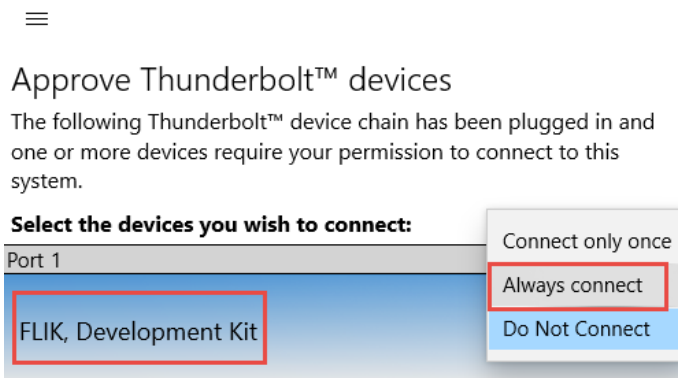 Approve Thunderbolt™ devices
The following Thunderbolt™ device chain has been plugged in and
one or more devices require your permission to connect to this
system.
Select the devices you wish to connect:
Connect only once
Port 1
Always connect
FLIK, Development Kit
Do Not Connect